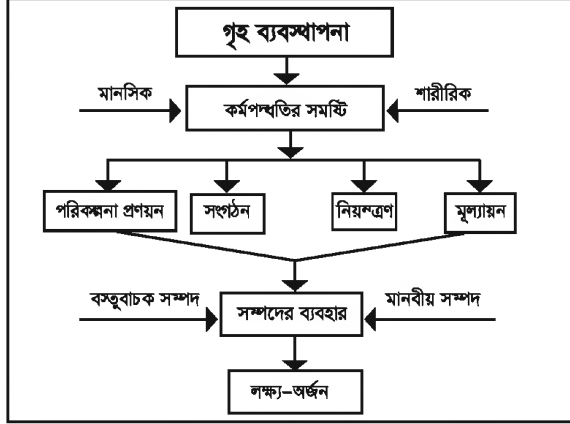 গৃহ ব্যবস্থাপনা
মানসিক
কর্মপদ্ধতির সমষ্টি
শারীরিক
পরিকল্পনা প্রণয়ন
সংগঠন
নিয়ন্ত্রণ
মূল্যায়ন
বস্তুবাচক সম্পদ
সম্পদের ব্যবহার
মানবীয় সম্পদ
লক্ষ্য-অর্জন